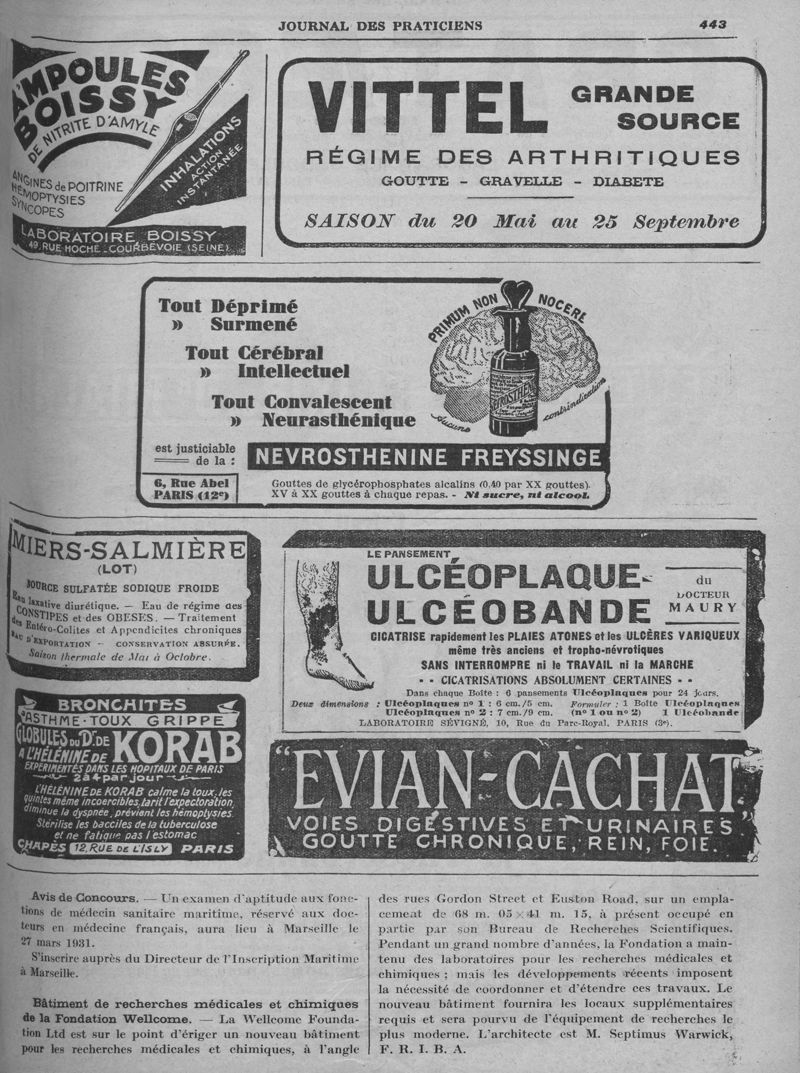 JOURNAL DES PRATICIENS
443
AMPOULES
BOISSY
DE NITRITE D'AMYLE
ANGINES de POITRINE
HÉMOPTYSIES
SYNCOPES
INHALATIONS
ACTION
INSTANTANÉE
LABORATOIRE BOISSY
49, RUE HOCHE _ COURBEVOIE (SEINE)
VITTEL GRANDE
SOURCE
RÉGIME DES ARTHRITIQUES
GOUTTE – GRAVELLE – DIABETE
SAISON du 20 Mai au 25 Septembre
Tout Déprimé
» Surmené
Tout Cérébral
» Intellectuel
Tout Convalescent
» Neurasthénique
PRIMUM NON NOCERE
Aucune contrindication
est justiciable
de la :
NEVROSTHENINE FREYSSINGE
6, Rue Abel
PARIS (12e)
Gouttes de glycérophosphates alcalins (0,40 par XX gouttes).
XV à XX gouttes à chaque repas. - Ni sucre, ni alcool.
MIERS-SALMIÈRE
(LOT)
SOURCE SULFATÉE SODIQUE FROIDE
Eau laxative diurétique. — Eau de régime des
CONSTIPES et des OBESES. — Traitement
des Entéro-Colites et Appendicites chroniques
EAU D'EXPORTATION - CONSERVATION ABSURÉE.
Saison thermale de Mai à Octobre.
LE PANSEMENT
ULCÉOPLAQUE-
ULCÉOBANDE
du
DOCTEUR
MAURY
CICATRISE rapidement les PLAIES ATONES et les ULCÈRES VARIQUEUX
même très anciens et tropho-névrotiques
SANS INTERROMPRE ni le TRAVAIL ni la MARCHE
- - CICATRISATIONS ABSOLUMENT CERTAINES - -
Dans chaque Boîte : 6 pansements Ulcéoplaques pour 24 jours.
Deux dimensions : Ulcéoplaques nº 1 : 6 cm./5 cm. Formuler : 1 Boîte Ulcéoplaques
Ulcéoplaques nº 2 : 7 cm./9 cm. (nº 1 ou nº 2) 1 Ulcéobande
LABORATOIRE SÉVIGNÉ, 10, Rue du Parc-Royal, PARIS (3e).
BRONCHITES
ASTHME - TOUX GRIPPE
GLOBULES DU Dr. DE
A L'HÉLÉNINE DE KORAB
EXPÉRIMENTÉS DANS LES HOPITAUX DE PARIS
2 à 4 par jour
L'HÉLÉNINE DE KORAB calme la toux, les
quintes même incoercibles, tarit l'expectoration,
diminue la dyspnée, prévient les hémoptysies.
Stérilise les bacilles de la tuberculose
et ne fatigue pas l'estomac
CHAPÈS 12, RUE DE L'ISLY PARIS
"EVIAN-CACHAT"
VOIES DIGESTIVES ET URINAIRES
GOUTTE CHRONIQUE, REIN, FOIE.
Avis de Concours. — Un examen d'aptitude aux fonc-
tions de médecin sanitaire maritime, réservé aux doc-
teurs en médecine français, aura lieu à Marseille le
27 mars 1931.
S'inscrire auprès du Directeur de l'Inscription Maritime
à Marseille.
Bâtiment de recherches médicales et chimiques
de la Fondation Wellcome. — La Wellcome Founda-
tion Ltd est sur le point d'ériger un nouveau bâtiment
pour les recherches médicales et chimiques, à l'angle
des rues Gordon Street et Euston Road, sur un empla-
cement de 68 m. 05 × 41 m. 15, à présent occupé en
partie par son Bureau de Recherches Scientifiques.
Pendant un grand nombre d'années, la Fondation a main-
tenu des laboratoires pour les recherches médicales et
chimiques ; mais les développements récents imposent
la nécessité de coordonner et d'étendre ces travaux. Le
nouveau bâtiment fournira les locaux supplémentaires
requis et sera pourvu de l'équipement de recherches le
plus moderne. L'architecte est M. Septimus Warwick,
F. R. I. B. A.